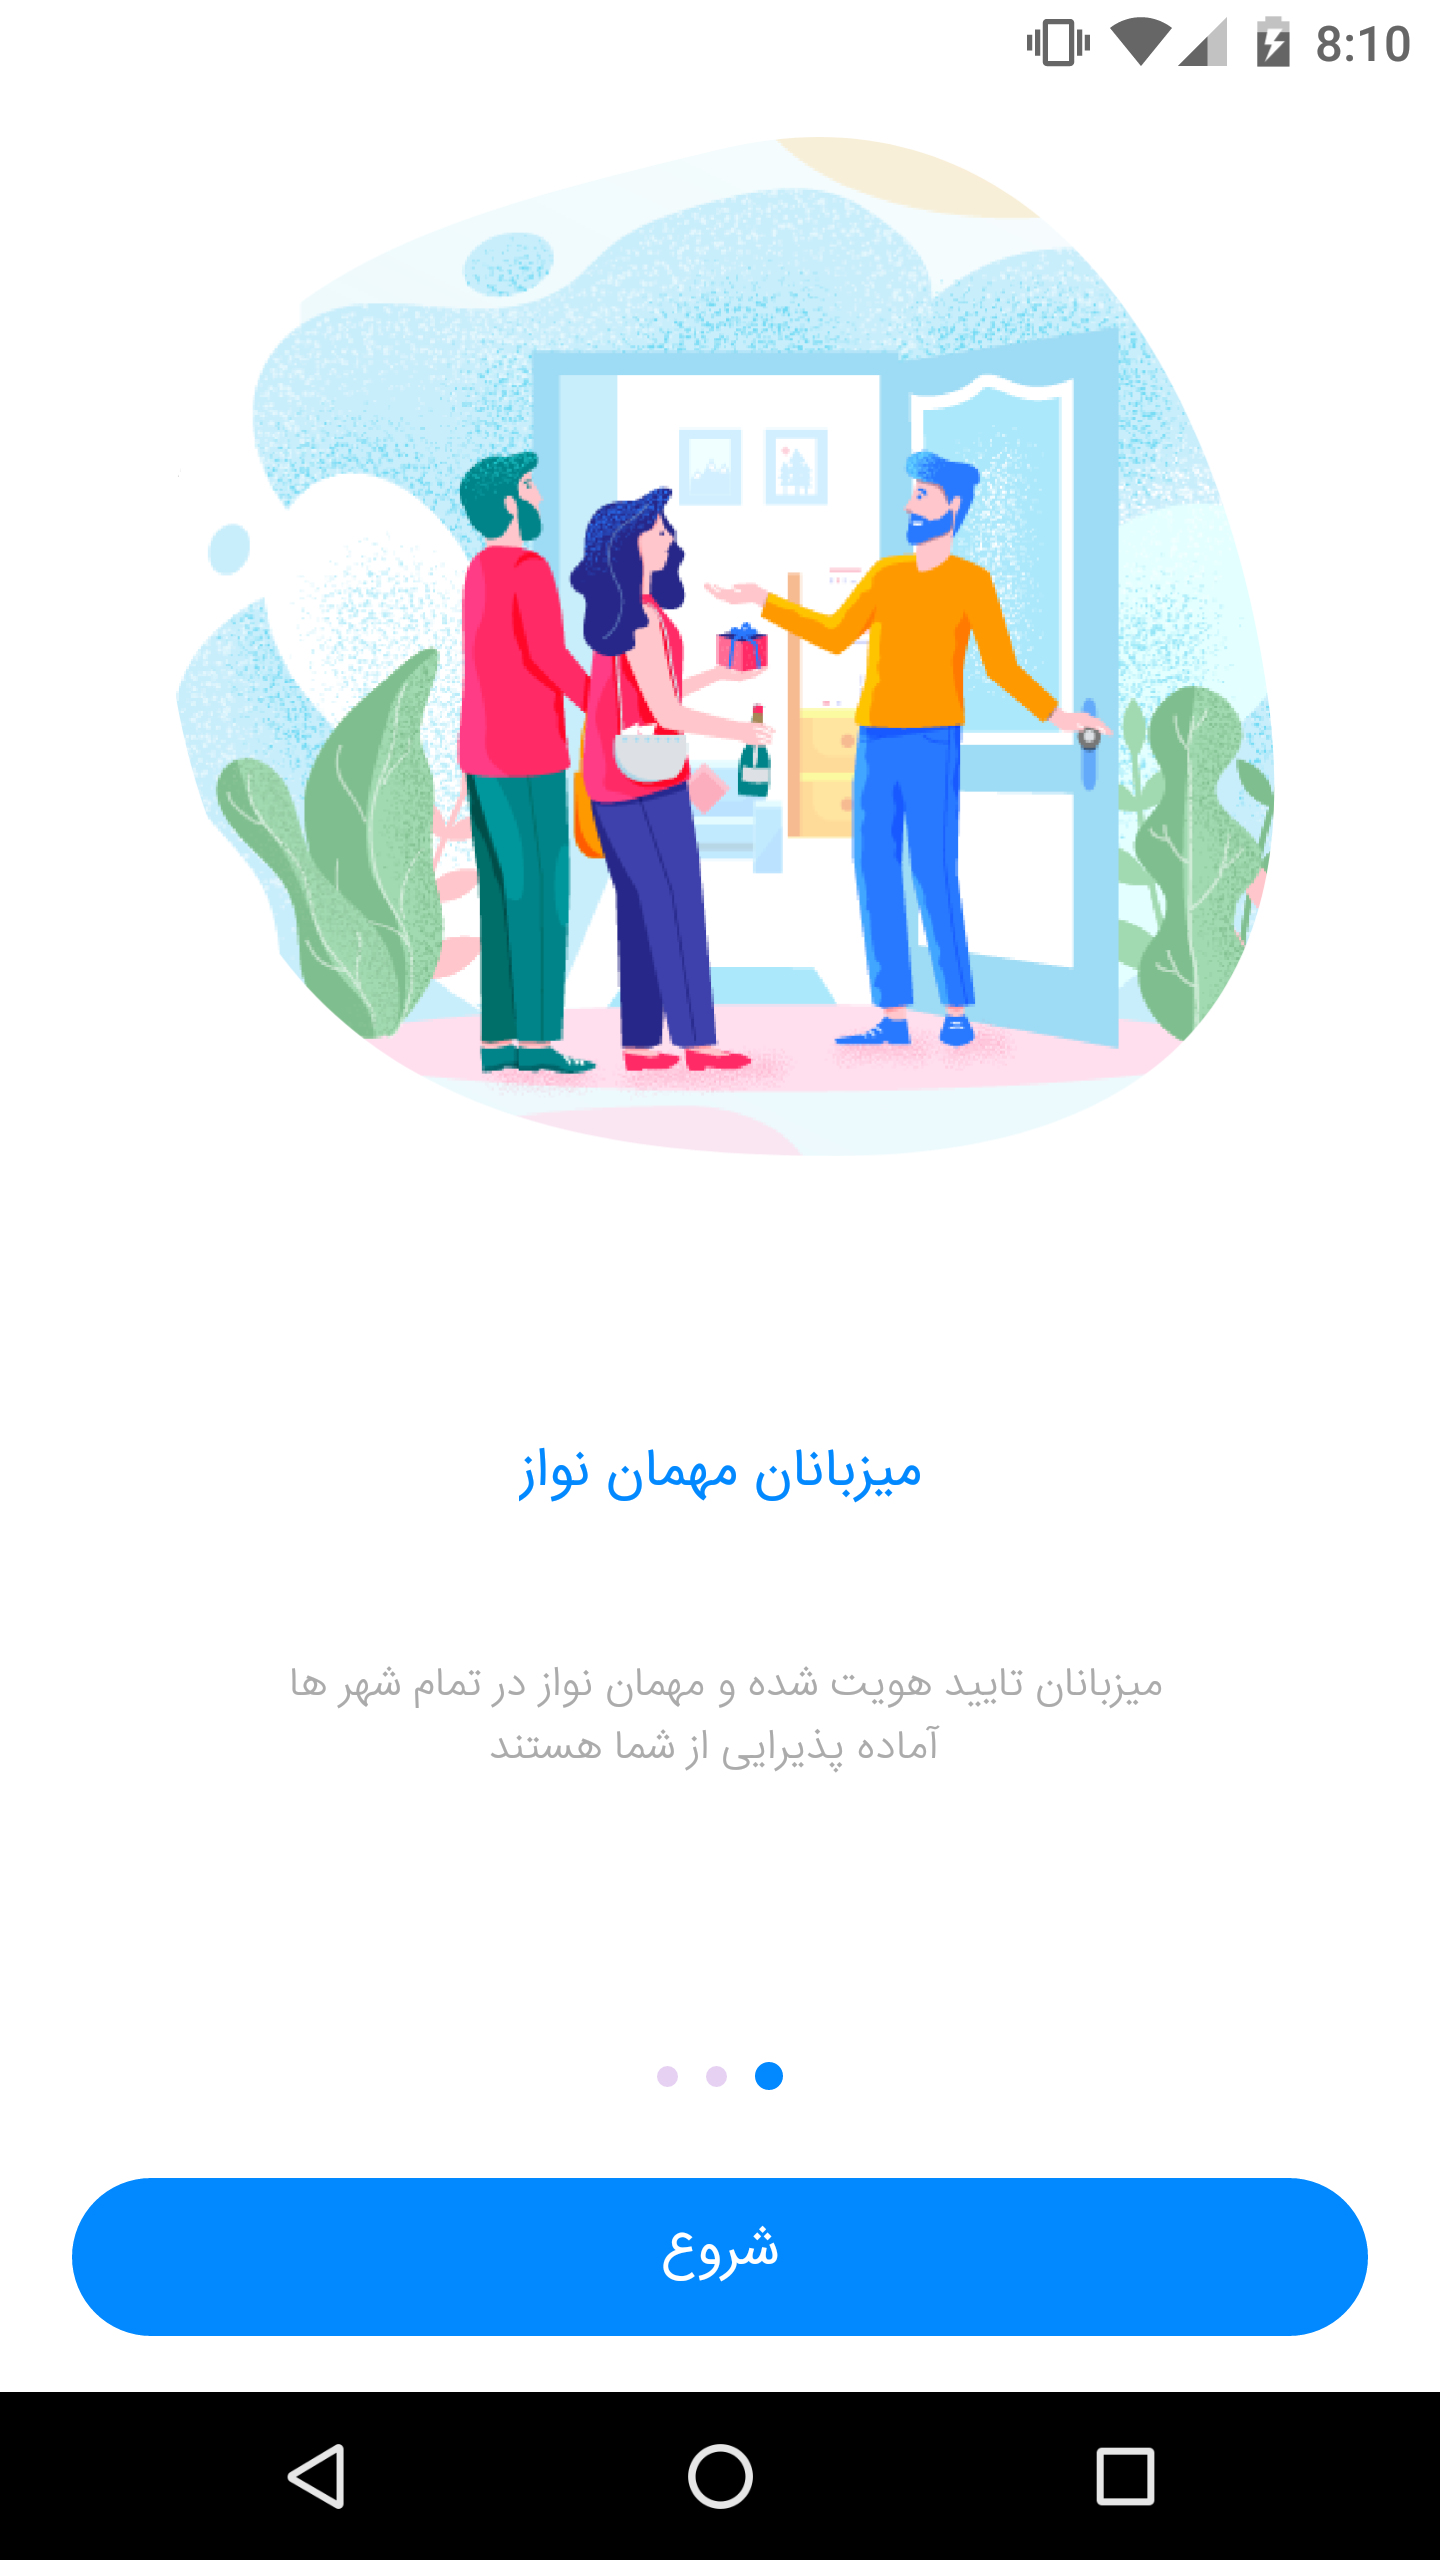 8:10
میزبانان مهمان نواز
میزبانان تایید هویت شده و مهمان نواز در تمام شهر ها
آماده پذیرایی از شما هستند
شروع